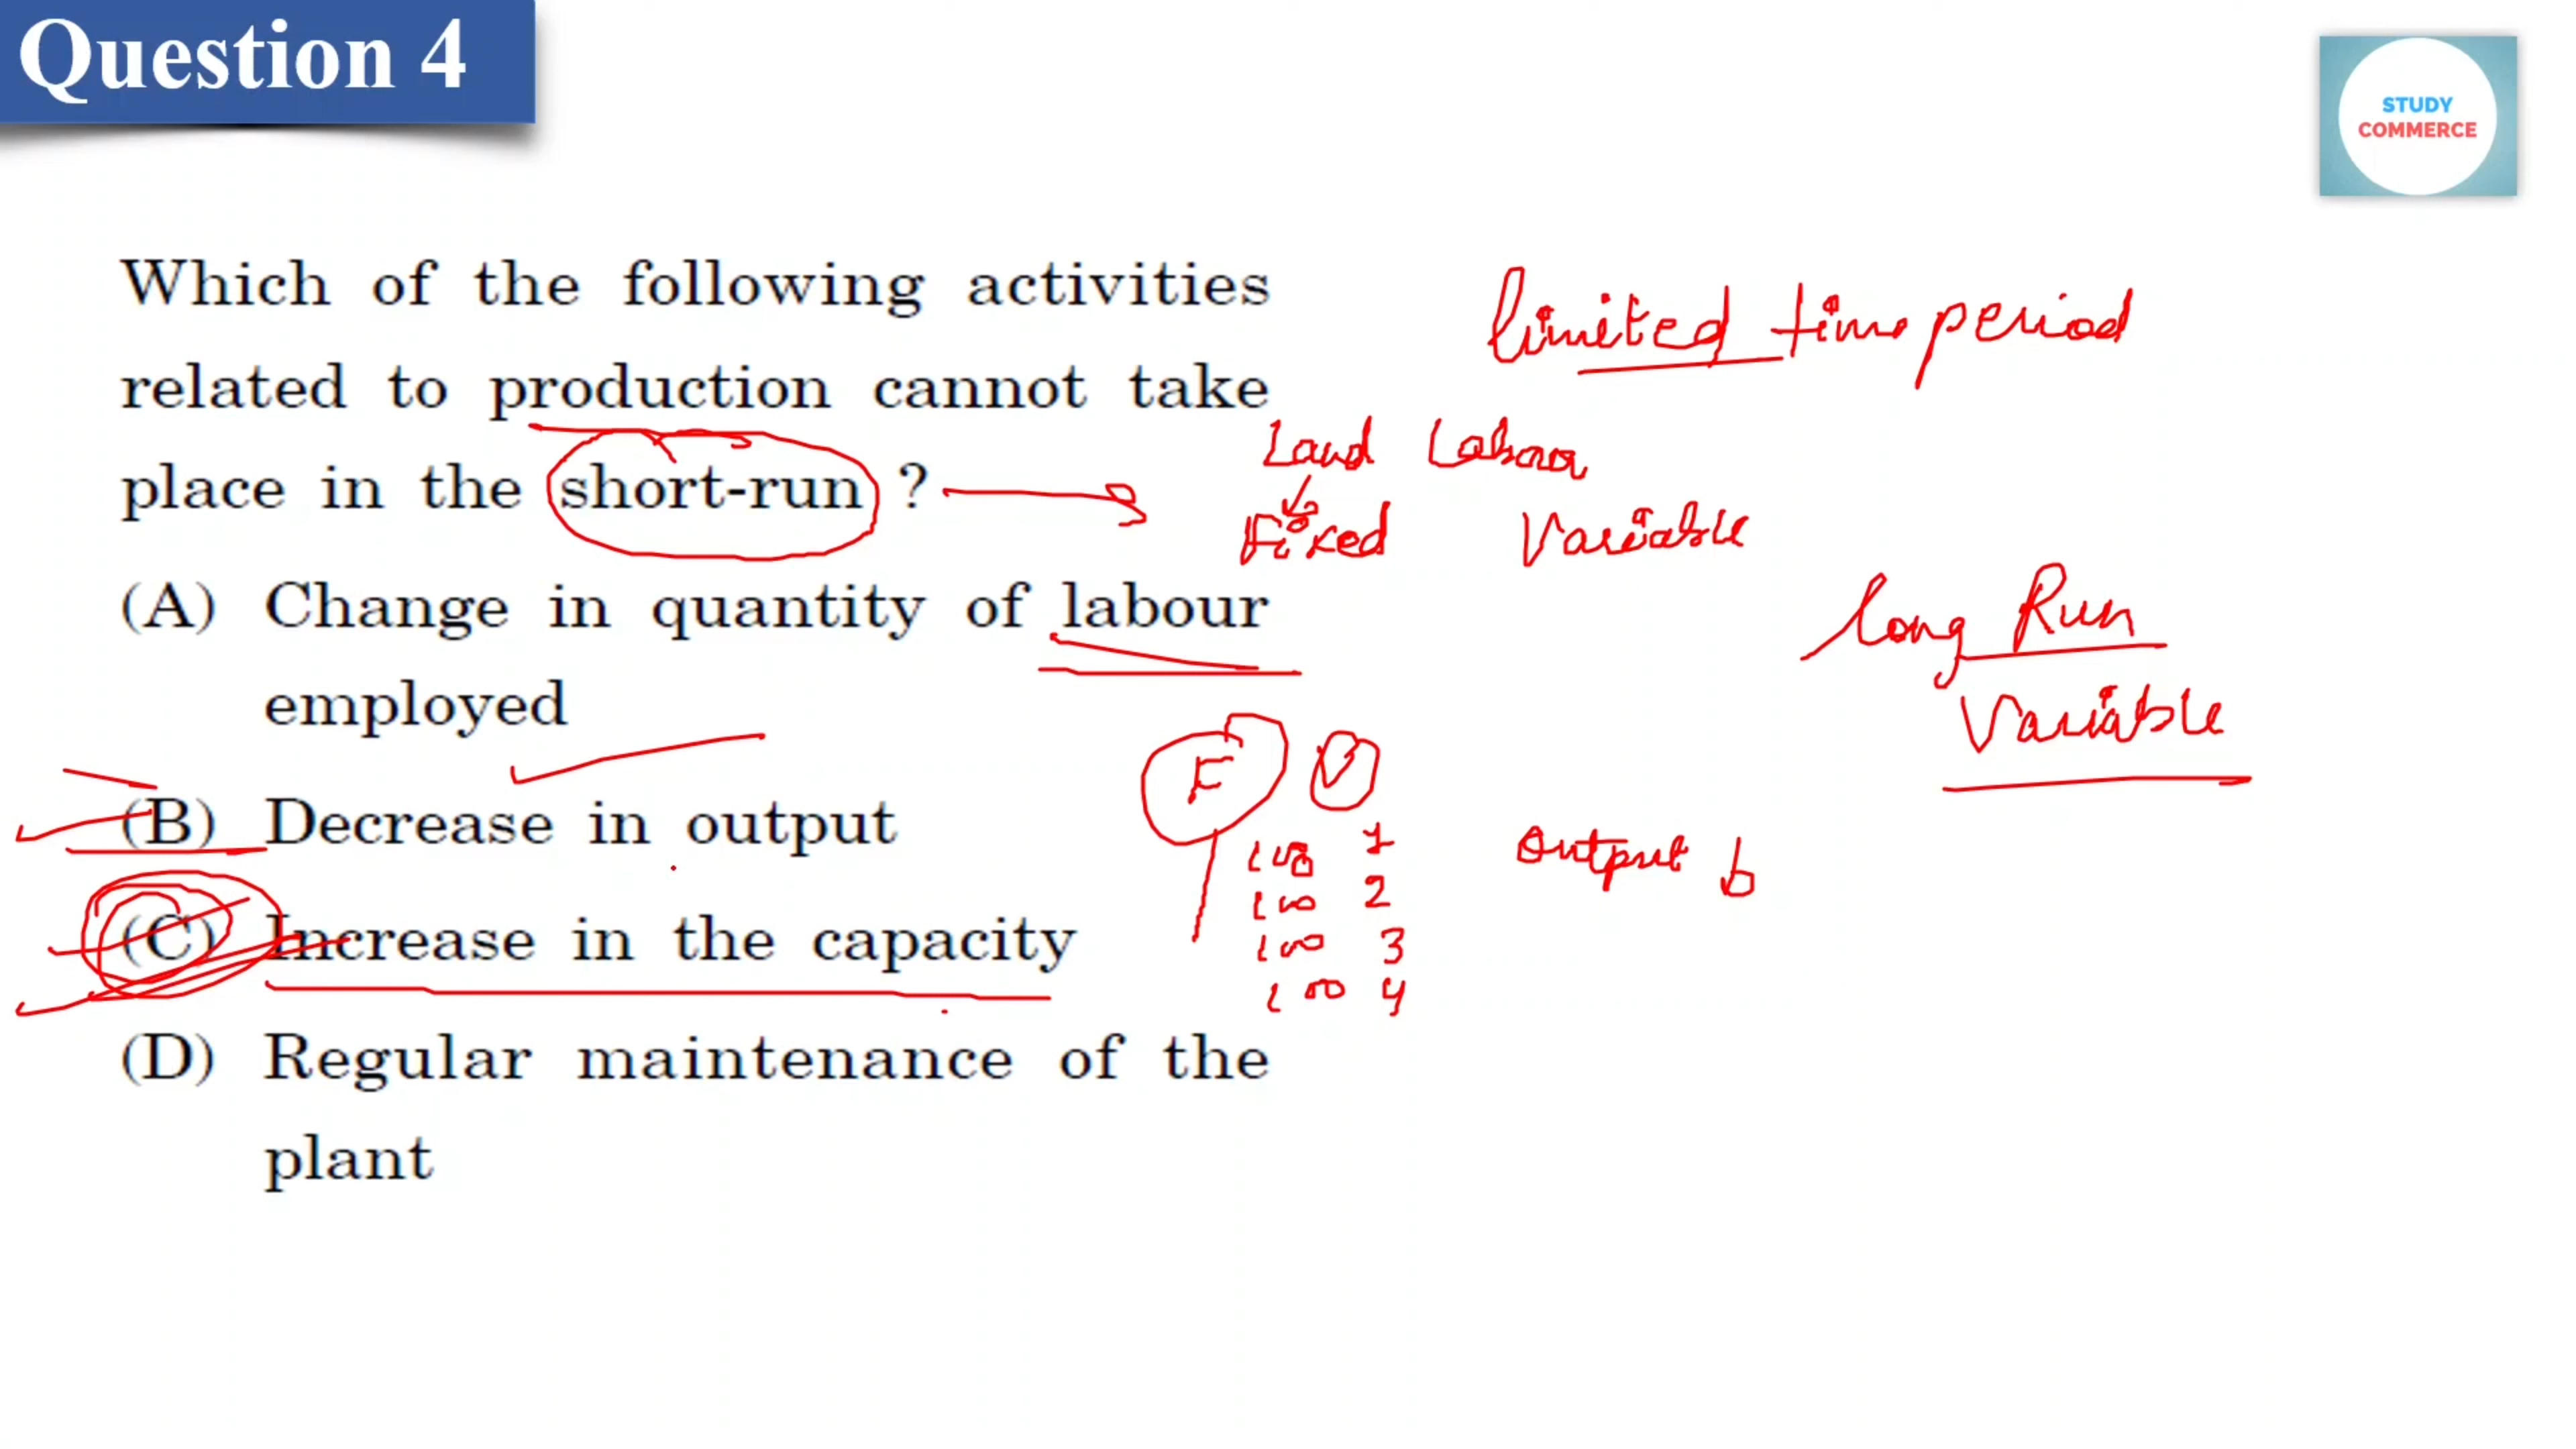 Question 4
STUDY
COMMERCE
Which of the following activities
related to production cannot take
place in the short-run ?
(A) Change in quantity of labour
employed
(B) Decrease in output
(C) Increase in the capacity
(D) Regular maintenance of the
plant
limited time period
Land Labour
Fixed Variable
Long Run
Variable
F V
100 1
100 2
100 3
100 4
Output